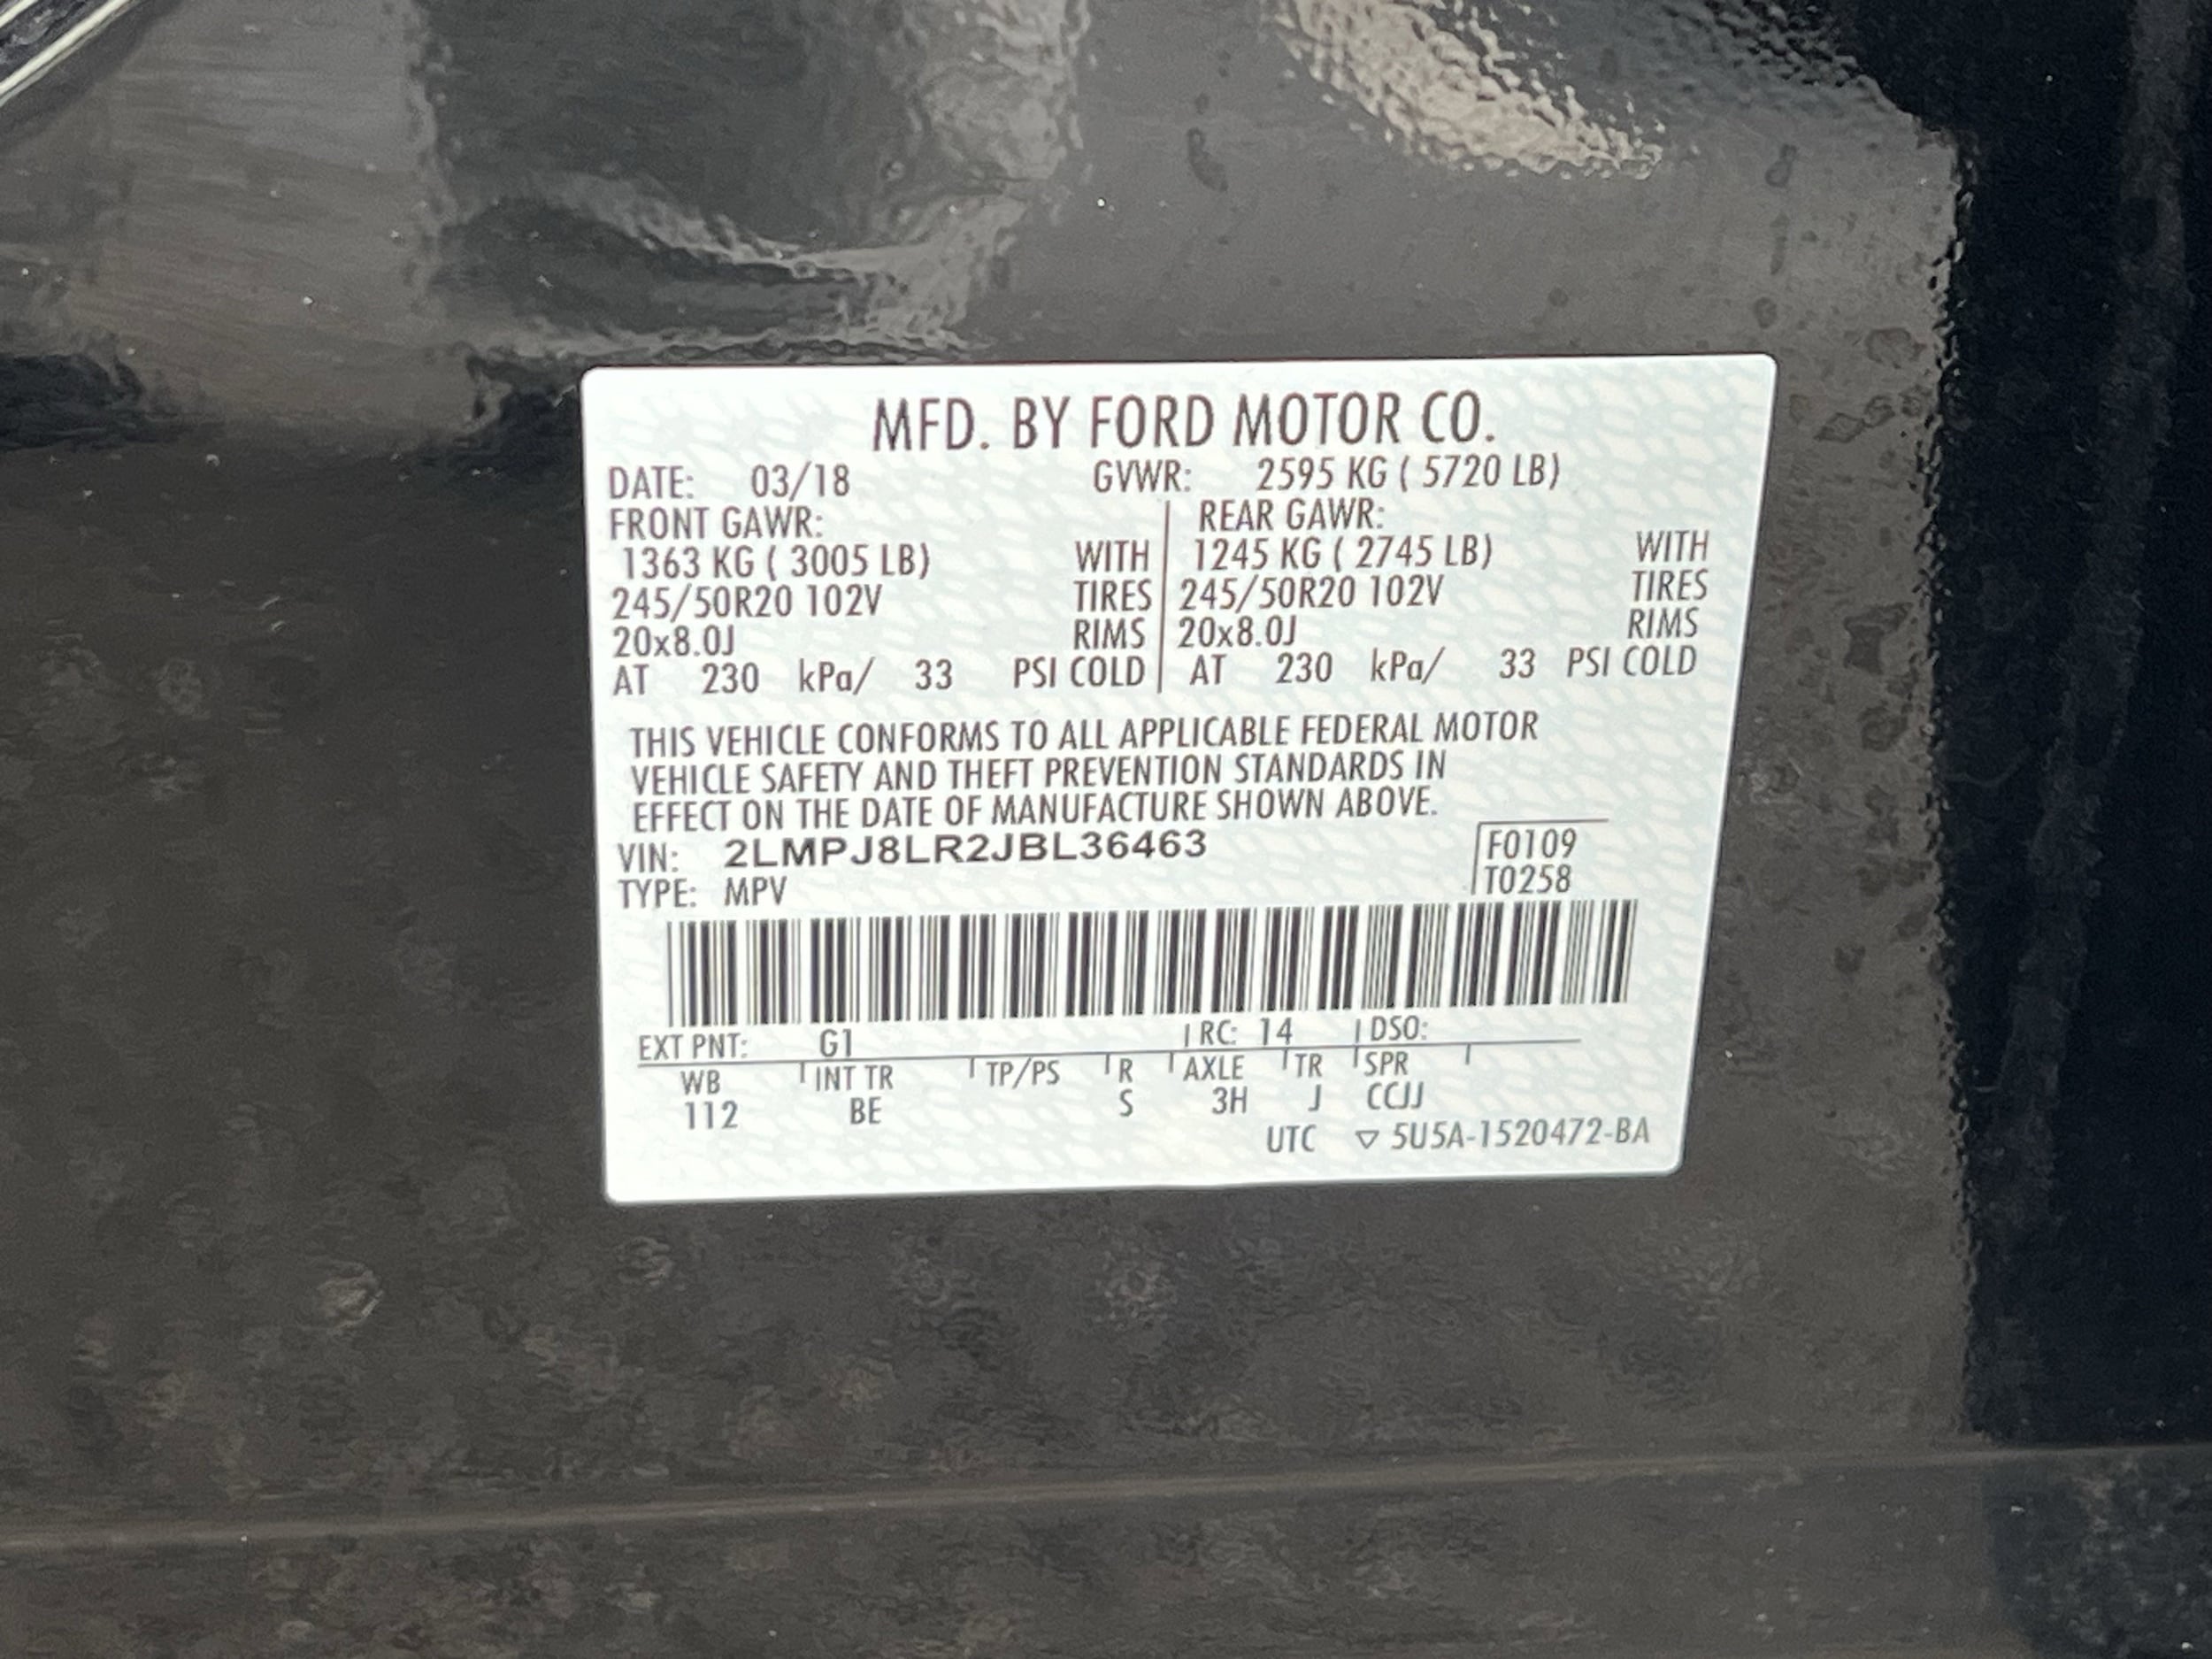 MFD. BY FORD MOTOR CO.
DATE: 03/18 GVWR: 2595 KG ( 5720 LB)
FRONT GAWR: REAR GAWR:
1363 KG ( 3005 LB) WITH 1245 KG ( 2745 LB) WITH
245/50R20 102V TIRES 245/50R20 102V TIRES
20x8.0J RIMS 20x8.0J RIMS
AT 230 kPa/ 33 PSI COLD AT 230 kPa/ 33 PSI COLD
THIS VEHICLE CONFORMS TO ALL APPLICABLE FEDERAL MOTOR
VEHICLE SAFETY AND THEFT PREVENTION STANDARDS IN
EFFECT ON THE DATE OF MANUFACTURE SHOWN ABOVE.
VIN: 2LMPJ8LR2JBL36463 F0109
TYPE: MPV T0258
EXT PNT: G1 RC: 14 DSO:
WB INT TR TP/PS R AXLE TR SPR
112 BE S 3H J CCJJ
UTC ▽ 5U5A-1520472-BA